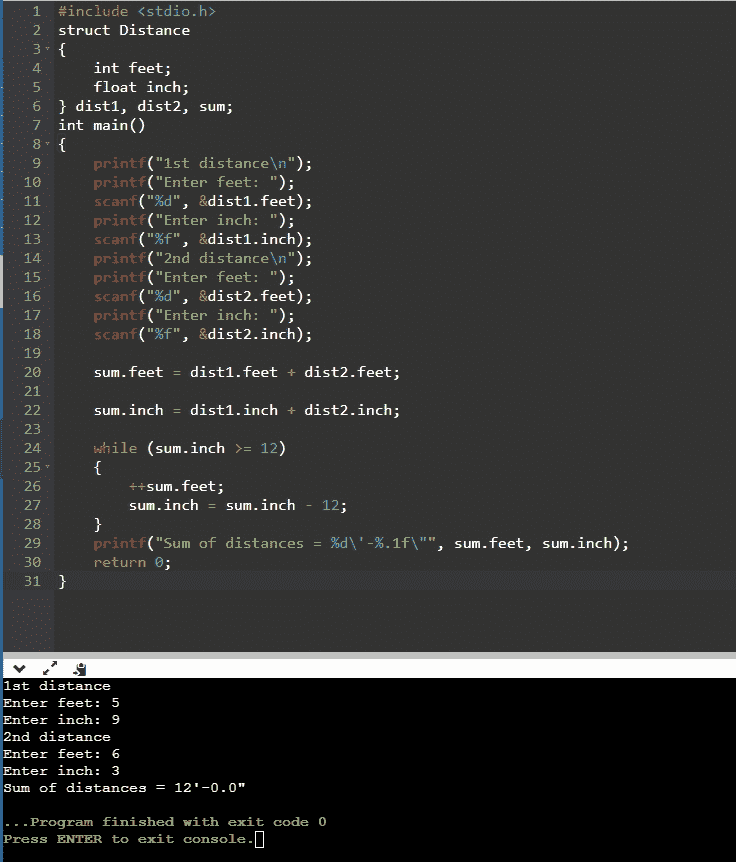 1 #include <stdio.h>
2 struct Distance
3 {
4     int feet;
5     float inch;
6 } dist1, dist2, sum;
7 int main()
8 {
9     printf("1st distance\n");
10     printf("Enter feet: ");
11     scanf("%d", &dist1.feet);
12     printf("Enter inch: ");
13     scanf("%f", &dist1.inch);
14     printf("2nd distance\n");
15     printf("Enter feet: ");
16     scanf("%d", &dist2.feet);
17     printf("Enter inch: ");
18     scanf("%f", &dist2.inch);
19
20     sum.feet = dist1.feet + dist2.feet;
21
22     sum.inch = dist1.inch + dist2.inch;
23
24     while (sum.inch >= 12)
25     {
26         ++sum.feet;
27         sum.inch = sum.inch - 12;
28     }
29     printf("Sum of distances = %d\'-%.1f\"", sum.feet, sum.inch);
30     return 0;
31 }
1st distance
Enter feet: 5
Enter inch: 9
2nd distance
Enter feet: 6
Enter inch: 3
Sum of distances = 12'-0.0"
...Program finished with exit code 0
Press ENTER to exit console.